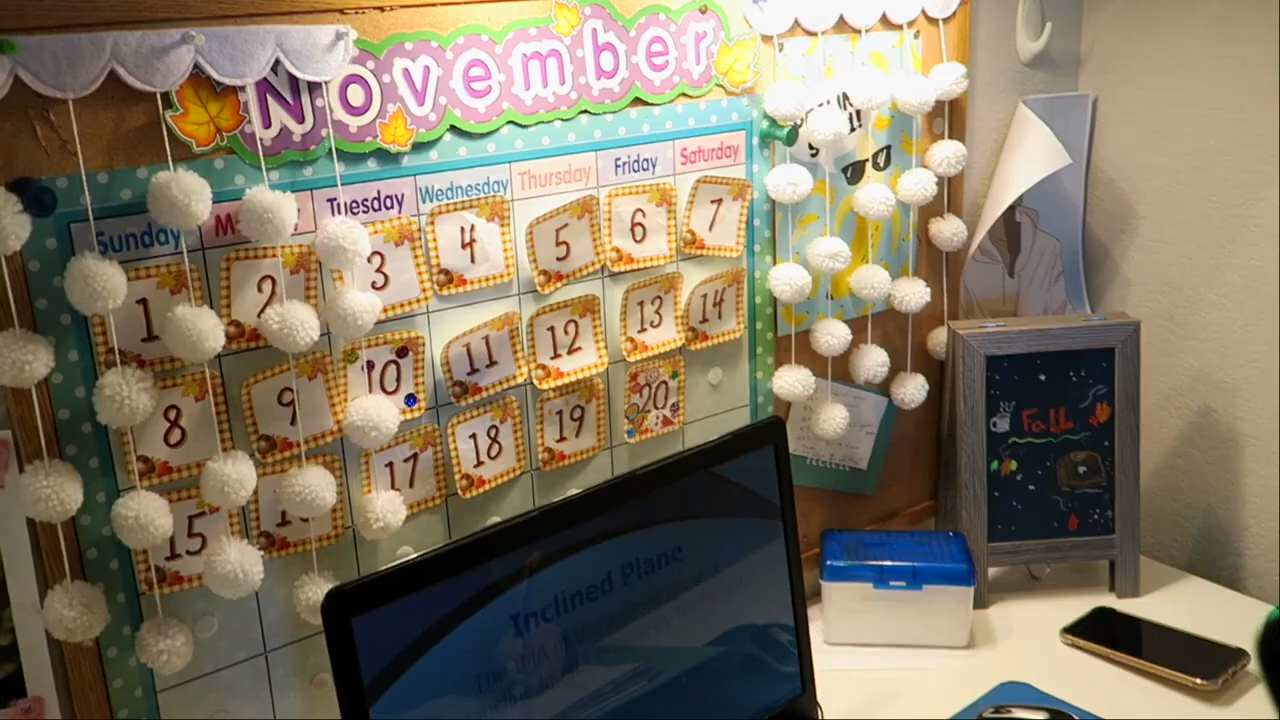 November
Sunday Tuesday Wednesday Thursday Friday Saturday
1 2 3 4 5 6 7
8 9 10 11 12 13 14
15 17 18 19 20
Inclined Plane
Fall